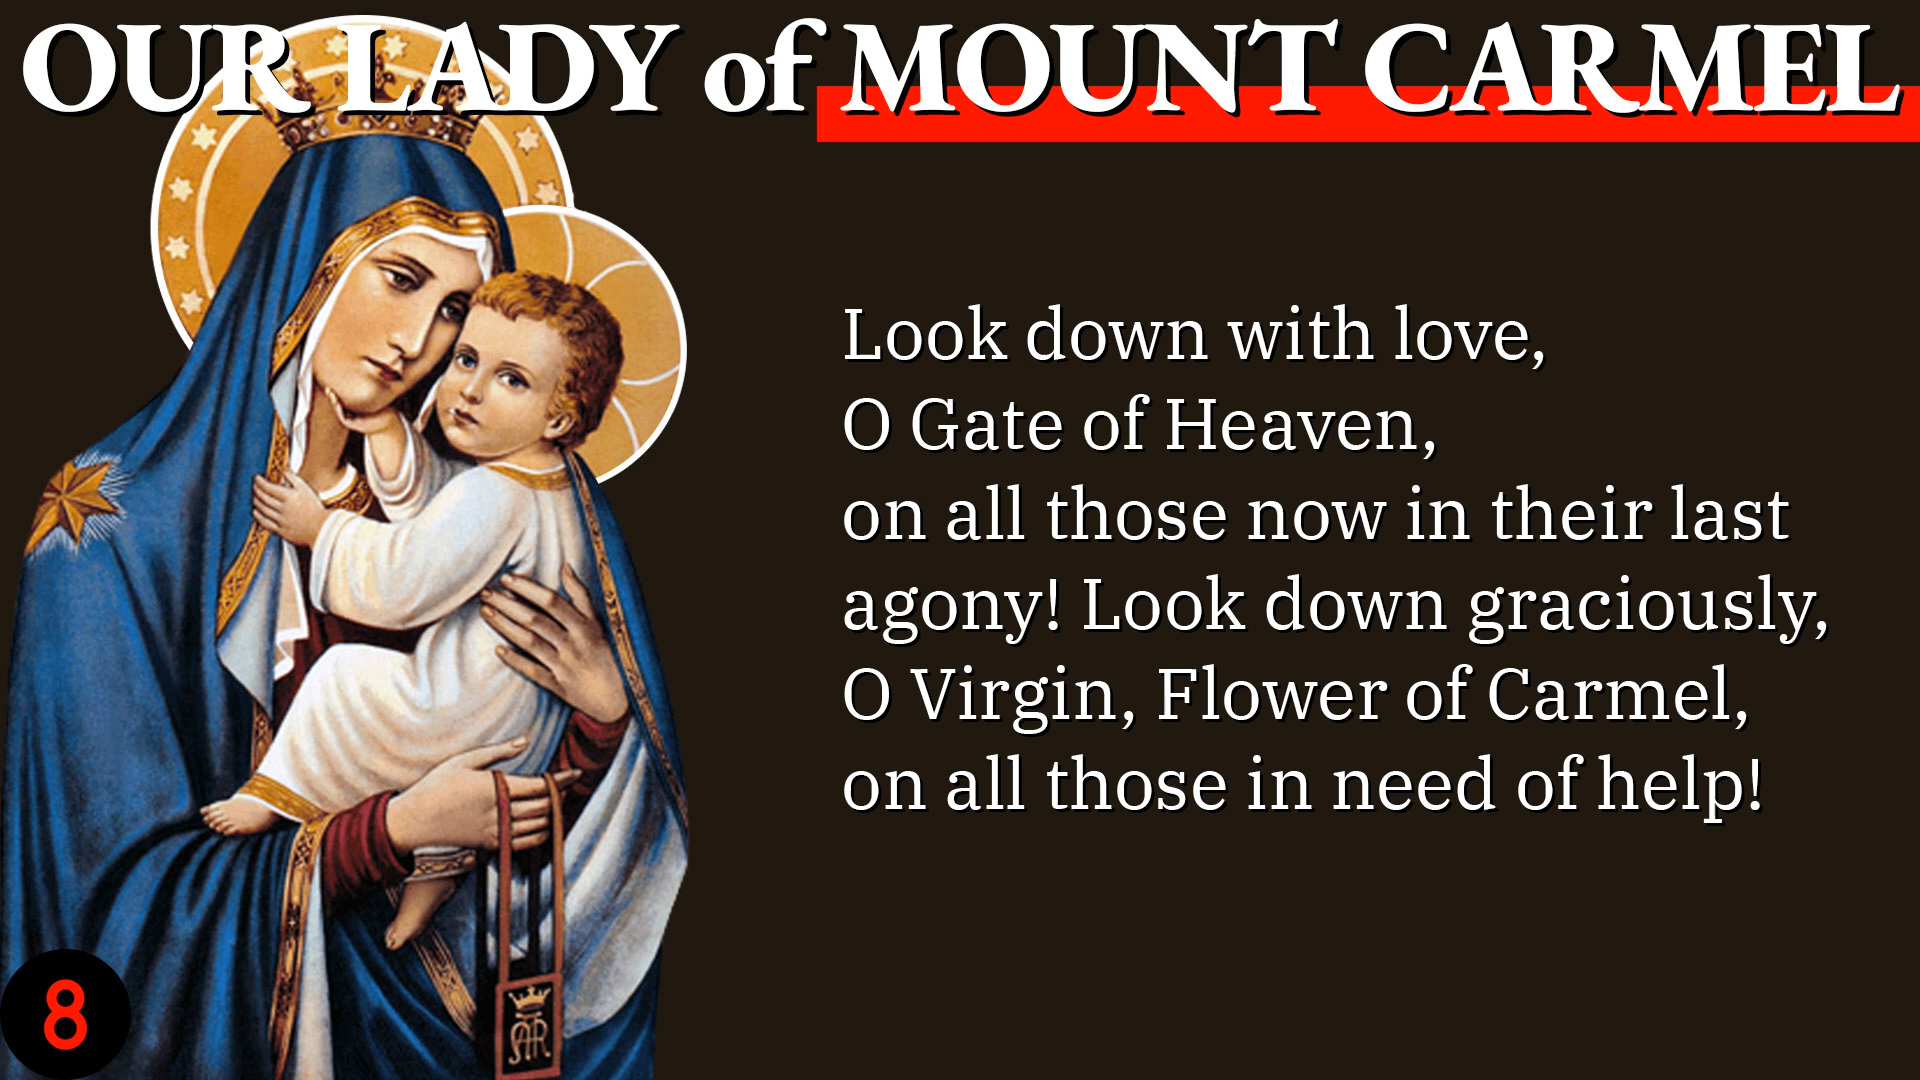 OUR LADY of MOUNT CARMEL
Look down with love,
O Gate of Heaven,
on all those now in their last
agony! Look down graciously,
O Virgin, Flower of Carmel,
on all those in need of help!
8